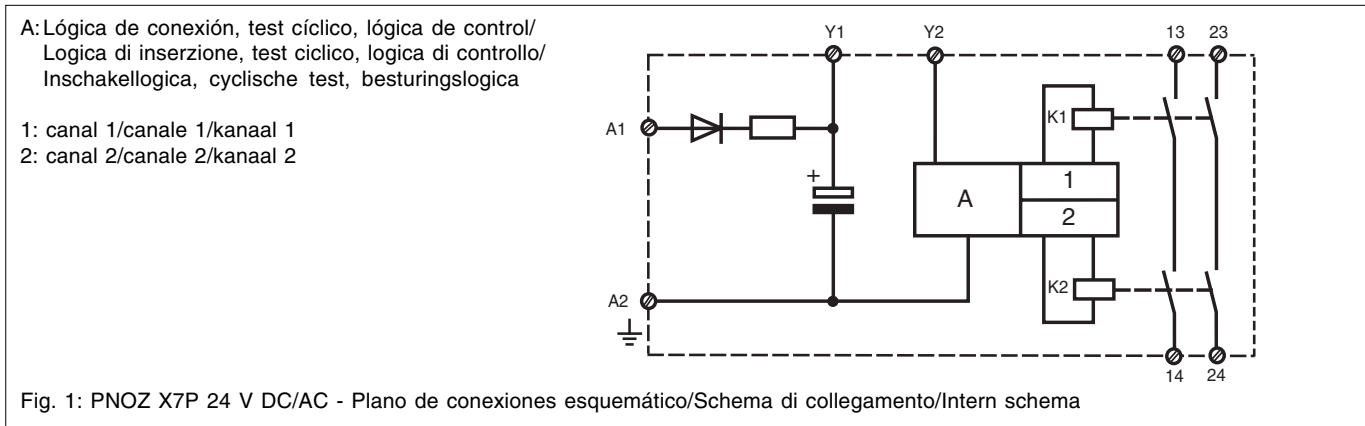 A: Lógica de conexión, test cíclico, lógica de control/
Logica di inserzione, test ciclico, logica di controllo/
Inschakellogica, cyclische test, besturingslogica
1: canal 1/canale 1/kanaal 1
2: canal 2/canale 2/kanaal 2
Y1 Y2 13 23
A1
K1
+
A 1
2
A2
K2
14 24
Fig. 1: PNOZ X7P 24 V DC/AC - Plano de conexiones esquemático/Schema di collegamento/Intern schema